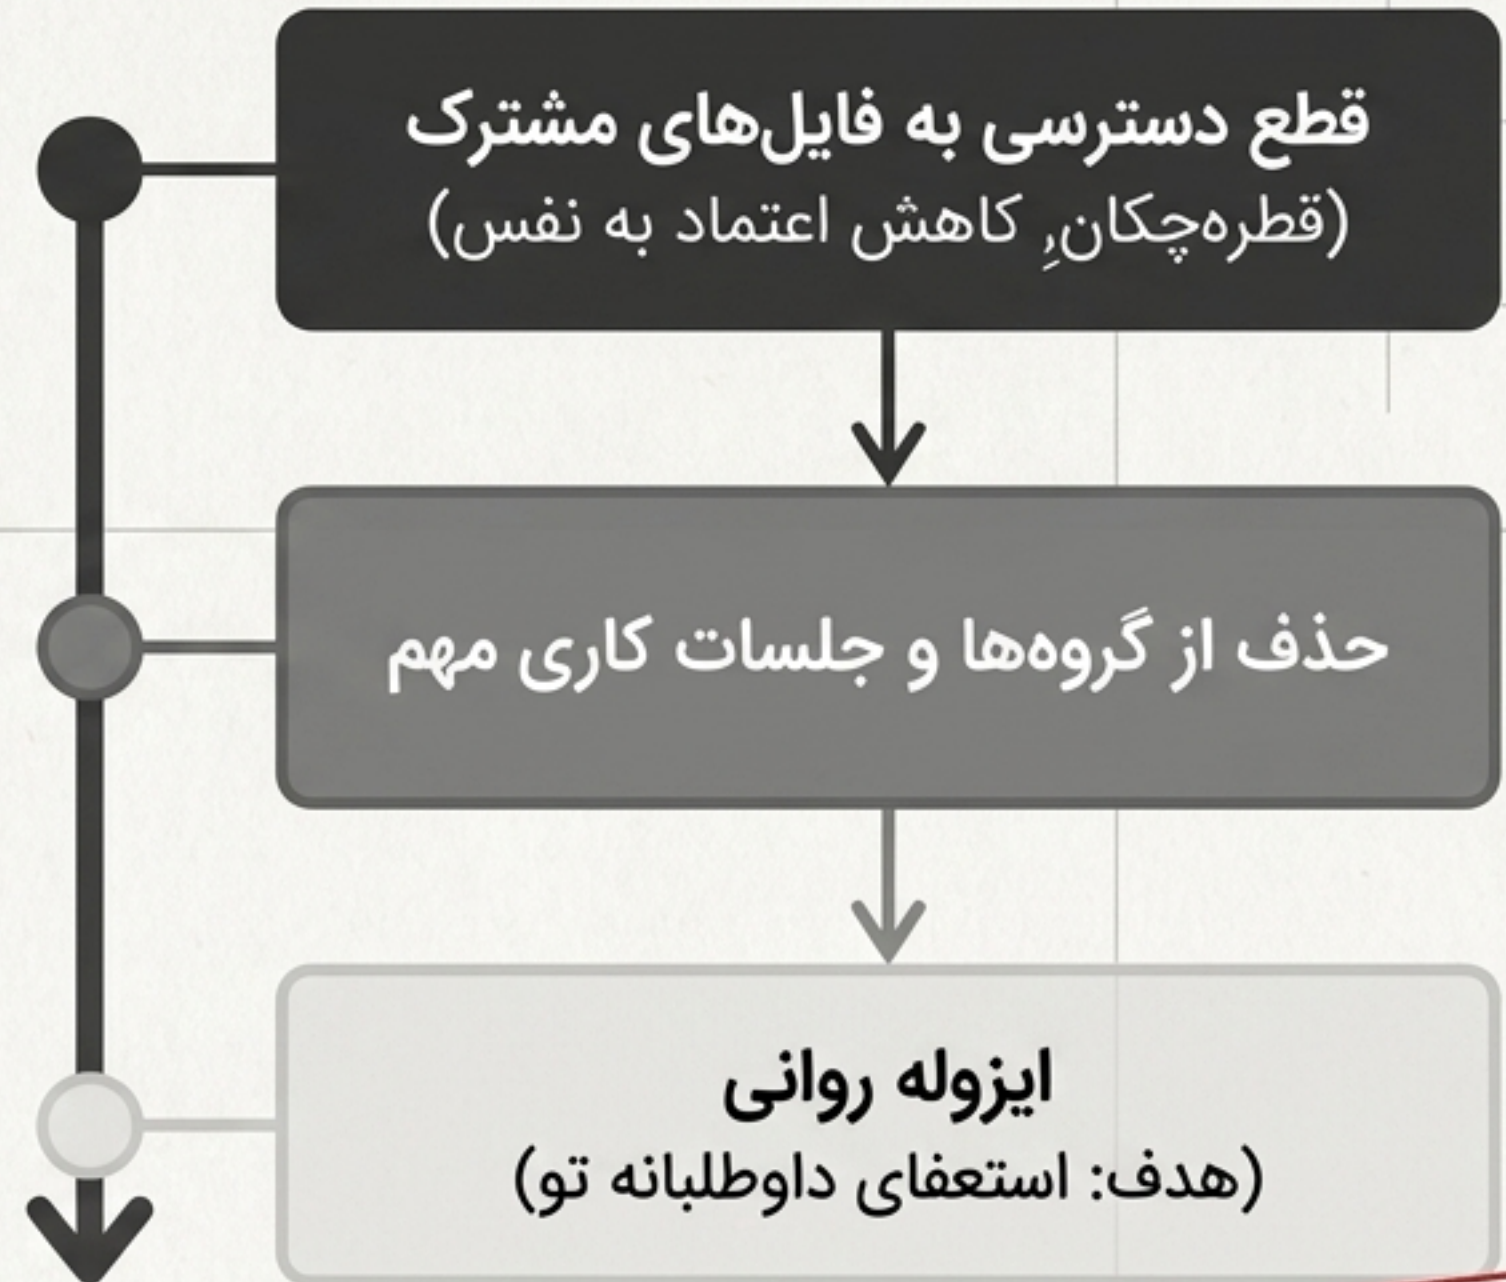 قطع دسترسی به فایل‌های مشترک
(قطره‌چکانِ, کاهش اعتماد به نفس)
حذف از گروه‌ها و جلسات کاری مهم
ایزوله روانی
(هدف: استعفای داوطلبانه تو)